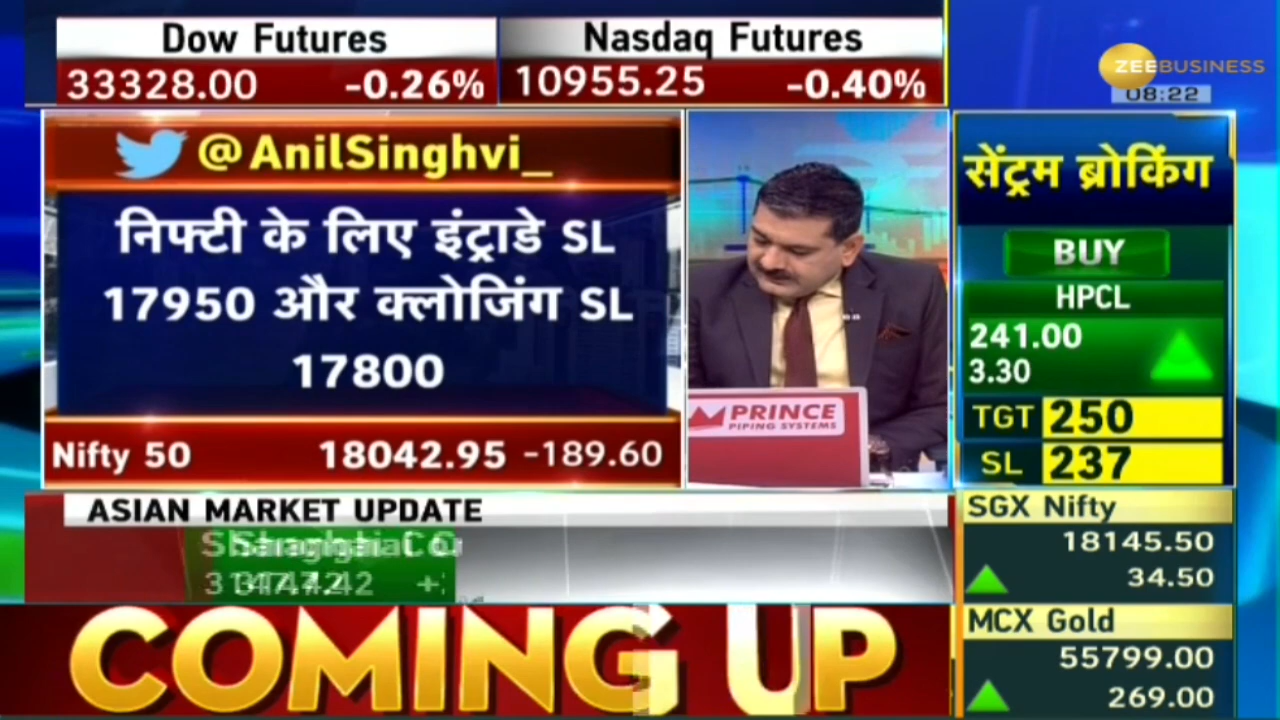 Dow Futures
33328.00 -0.26%
Nasdaq Futures
10955.25 -0.40%
ZEEBUSINESS
08:22
@AnilSinghvi_
निफ्टी के लिए इंट्राडे SL
17950 और क्लोजिंग SL
17800
Nifty 50 18042.95 -189.60
PRINCE
PIPING SYSTEMS
सेंट्रम ब्रोकिंग
BUY
HPCL
241.00
3.30
TGT 250
SL 237
ASIAN MARKET UPDATE
SGX Nifty
18145.50
34.50
MCX Gold
55799.00
269.00
COMING UP